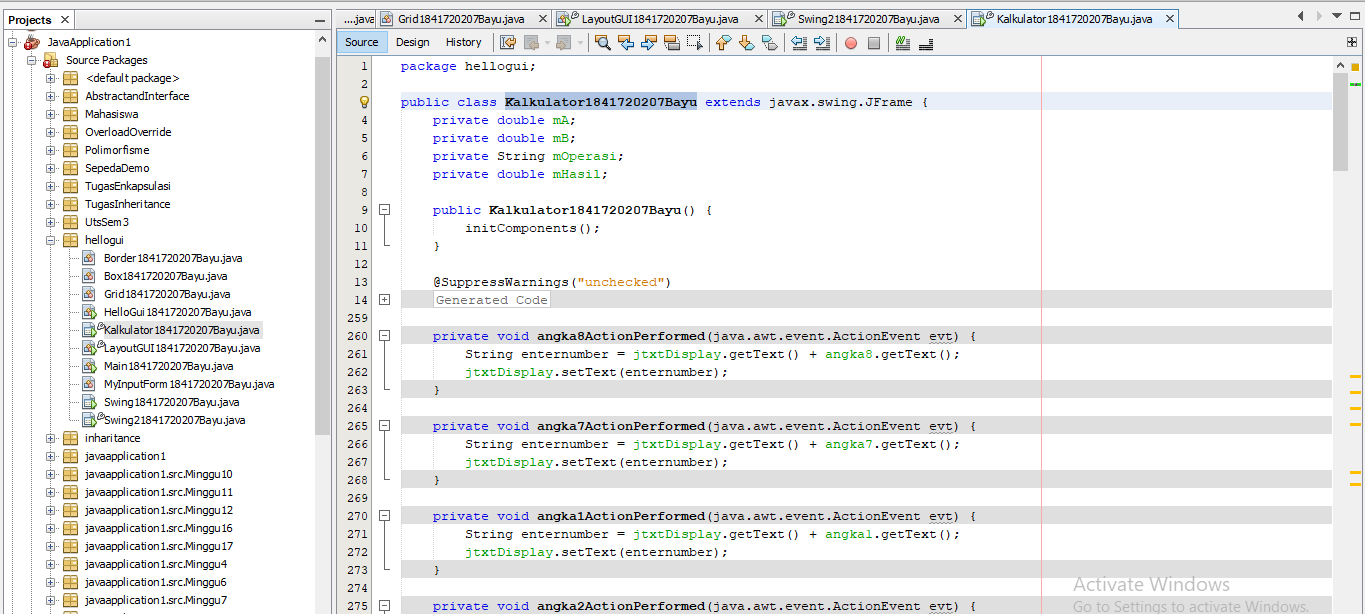 Projects
JavaApplication1
Source Packages
<default package>
AbstractandInterface
Mahasiswa
OverloadOverride
Polimorfisme
SepedaDemo
TugasEnkapsulasi
TugasInheritance
UtsSem3
hellogui
Border1841720207Bayu.java
Box1841720207Bayu.java
Grid1841720207Bayu.java
HelloGui1841720207Bayu.java
Kalkulator1841720207Bayu.java
LayoutGUI1841720207Bayu.java
Main1841720207Bayu.java
MyInputForm1841720207Bayu.java
Swing1841720207Bayu.java
Swing21841720207Bayu.java
inharitance
javaapplication1
javaapplication1.src.Minggu10
javaapplication1.src.Minggu11
javaapplication1.src.Minggu12
javaapplication1.src.Minggu16
javaapplication1.src.Minggu17
javaapplication1.src.Minggu4
javaapplication1.src.Minggu6
javaapplication1.src.Minggu7
....java Grid1841720207Bayu.java LayoutGUI1841720207Bayu.java Swing21841720207Bayu.java Kalkulator1841720207Bayu.java
Source Design History
1 package hellogui;
2
public class Kalkulator1841720207Bayu extends javax.swing.JFrame {
4 private double mA;
5 private double mB;
6 private String mOperasi;
7 private double mHasil;
8
9 public Kalkulator1841720207Bayu() {
10 initComponents();
11 }
12
13 @SuppressWarnings("unchecked")
14 Generated Code
259
260 private void angka8ActionPerformed(java.awt.event.ActionEvent evt) {
261 String enternumber = jtxtDisplay.getText() + angka8.getText();
262 jtxtDisplay.setText(enternumber);
263 }
264
265 private void angka7ActionPerformed(java.awt.event.ActionEvent evt) {
266 String enternumber = jtxtDisplay.getText() + angka7.getText();
267 jtxtDisplay.setText(enternumber);
268 }
269
270 private void angka1ActionPerformed(java.awt.event.ActionEvent evt) {
271 String enternumber = jtxtDisplay.getText() + angka1.getText();
272 jtxtDisplay.setText(enternumber);
273 }
274
275 private void angka2ActionPerformed(java.awt.event.ActionEvent evt) {
Activate Windows
Go to Settings to activate Windows.